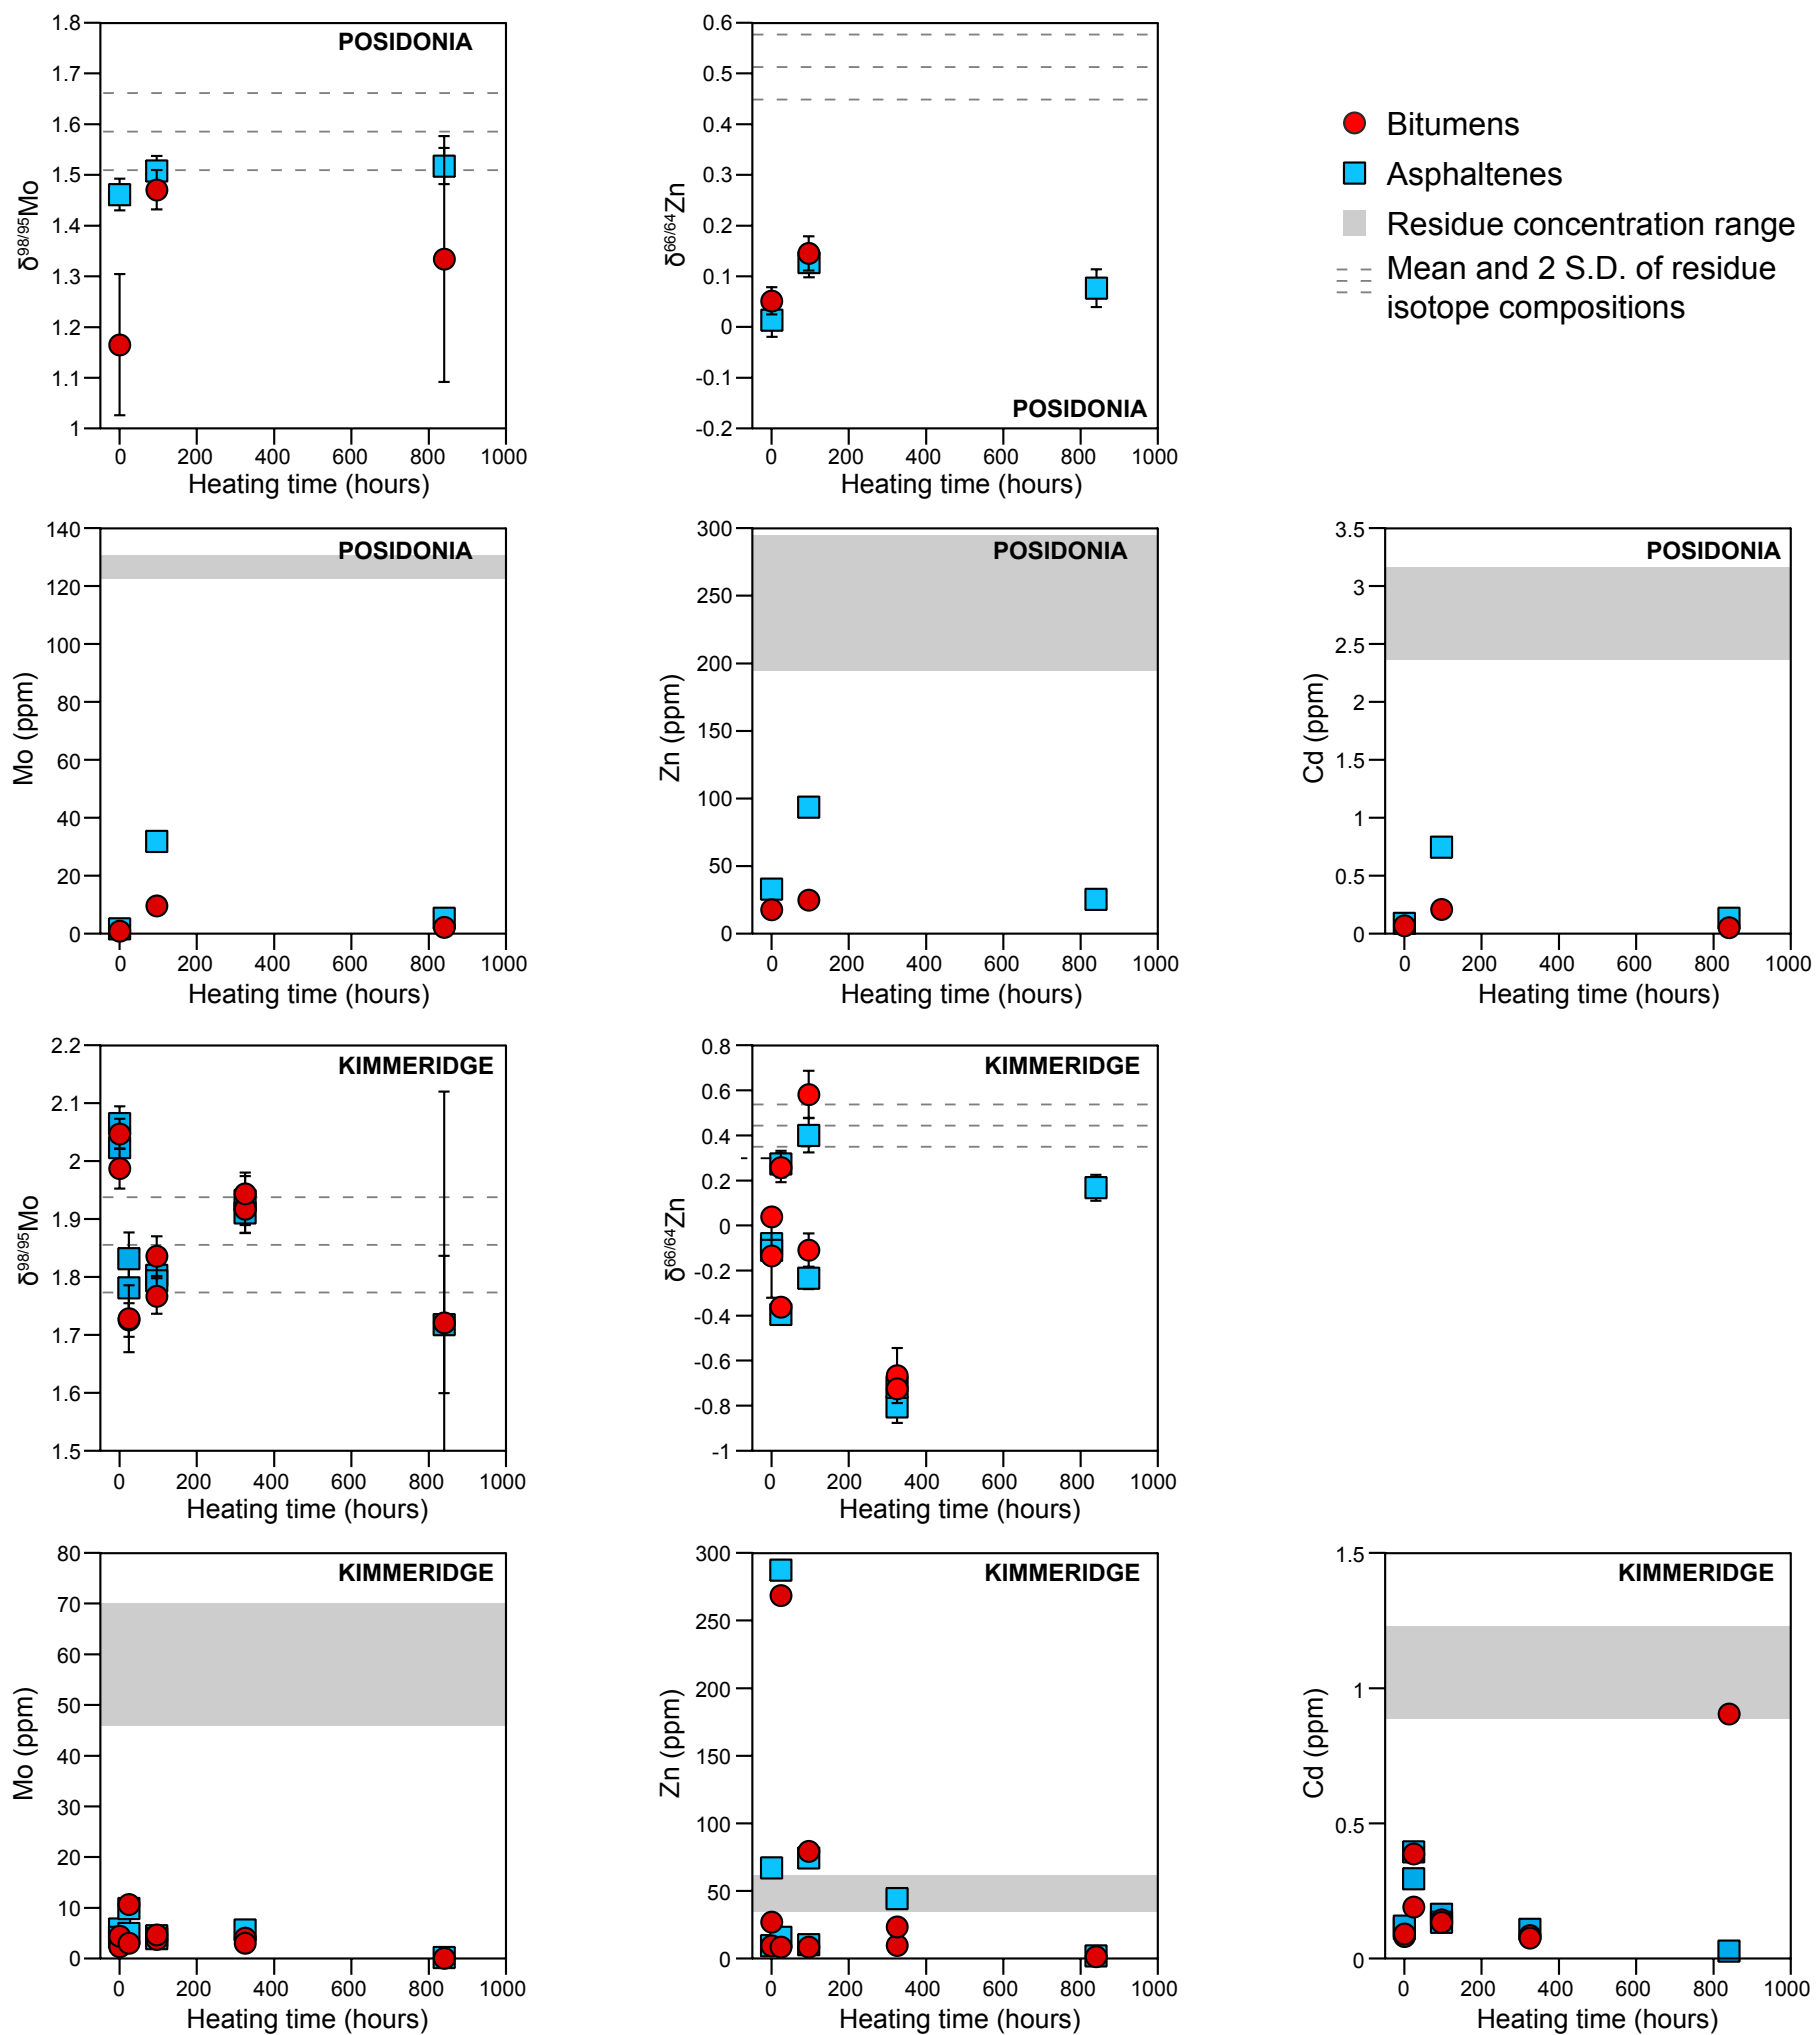 POSIDONIA
1.8
1.7
1.6
1.5
1.4
1.3
1.2
1.1
1
δ98/95Mo
0 200 400 600 800 1000
Heating time (hours)
0.6
0.5
0.4
0.3
0.2
0.1
0
-0.1
-0.2
δ66/64Zn
POSIDONIA
0 200 400 600 800 1000
Heating time (hours)
Bitumens
Asphaltenes
Residue concentration range
Mean and 2 S.D. of residue
isotope compositions
POSIDONIA
140
120
100
80
60
40
20
0
Mo (ppm)
0 200 400 600 800 1000
Heating time (hours)
POSIDONIA
300
250
200
150
100
50
0
Zn (ppm)
0 200 400 600 800 1000
Heating time (hours)
POSIDONIA
3.5
3
2.5
2
1.5
1
0.5
0
Cd (ppm)
0 200 400 600 800 1000
Heating time (hours)
KIMMERIDGE
2.2
2.1
2
1.9
1.8
1.7
1.6
1.5
δ98/95Mo
0 200 400 600 800 1000
Heating time (hours)
KIMMERIDGE
0.8
0.6
0.4
0.2
0
-0.2
-0.4
-0.6
-0.8
-1
δ66/64Zn
0 200 400 600 800 1000
Heating time (hours)
KIMMERIDGE
80
70
60
50
40
30
20
10
0
Mo (ppm)
0 200 400 600 800 1000
Heating time (hours)
KIMMERIDGE
300
250
200
150
100
50
0
Zn (ppm)
0 200 400 600 800 1000
Heating time (hours)
KIMMERIDGE
1.5
1
0.5
0
Cd (ppm)
0 200 400 600 800 1000
Heating time (hours)